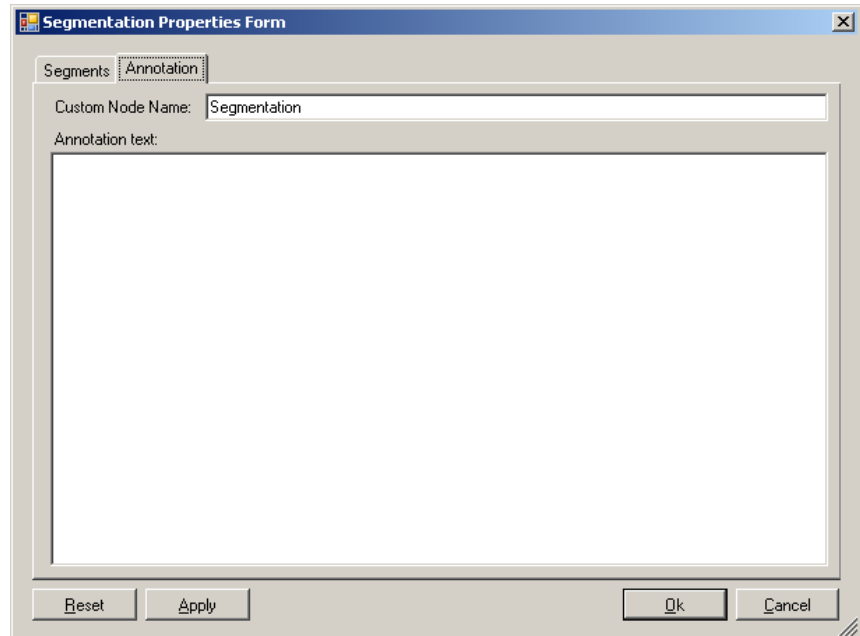 Segmentation Properties Form
Segments Annotation
Custom Node Name: Segmentation
Annotation text:
Reset Apply Ok Cancel